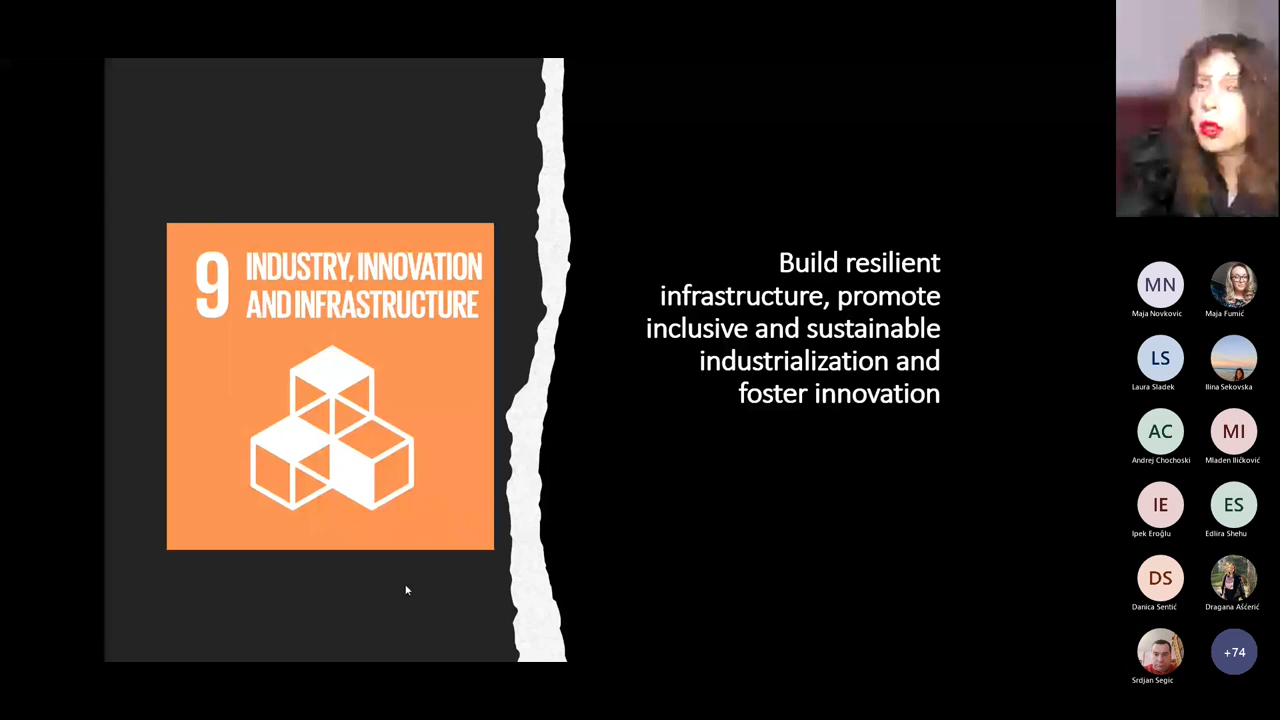 9 INDUSTRY, INNOVATION
AND INFRASTRUCTURE
Build resilient
infrastructure, promote
inclusive and sustainable
industrialization and
foster innovation
MN
Maja Novkovic
Maja Fumić
LS
Laura Sladek
Ilina Sekovska
AC
MI
Andrej Chochoski
Mladen Iličković
IE
ES
Ipek Eroğlu
Edlira Shehu
DS
Danica Sentić
Dragana Ašćerić
+74
Srdjan Segic